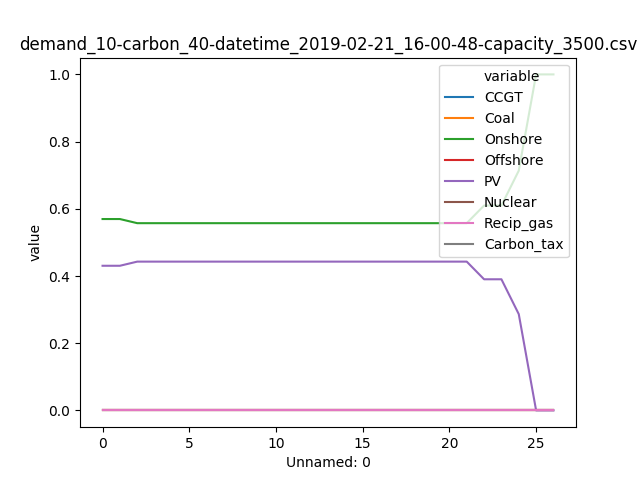 demand_10-carbon_40-datetime_2019-02-21_16-00-48-capacity_3500.csv
1.0
0.8
0.6
0.4
0.2
0.0
value
variable
CCGT
Coal
Onshore
Offshore
PV
Nuclear
Recip_gas
Carbon_tax
0 5 10 15 20 25
Unnamed: 0